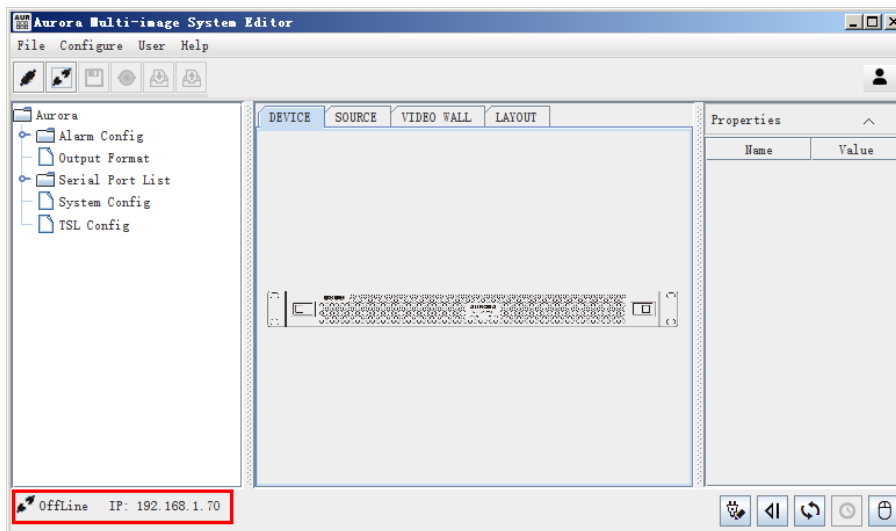 Aurora Multi-image System Editor
File Configure User Help
Aurora
Alarm Config
Output Format
Serial Port List
System Config
TSL Config
DEVICE SOURCE VIDEO WALL LAYOUT
AURORA
Properties
Name Value
OffLine IP: 192.168.1.70